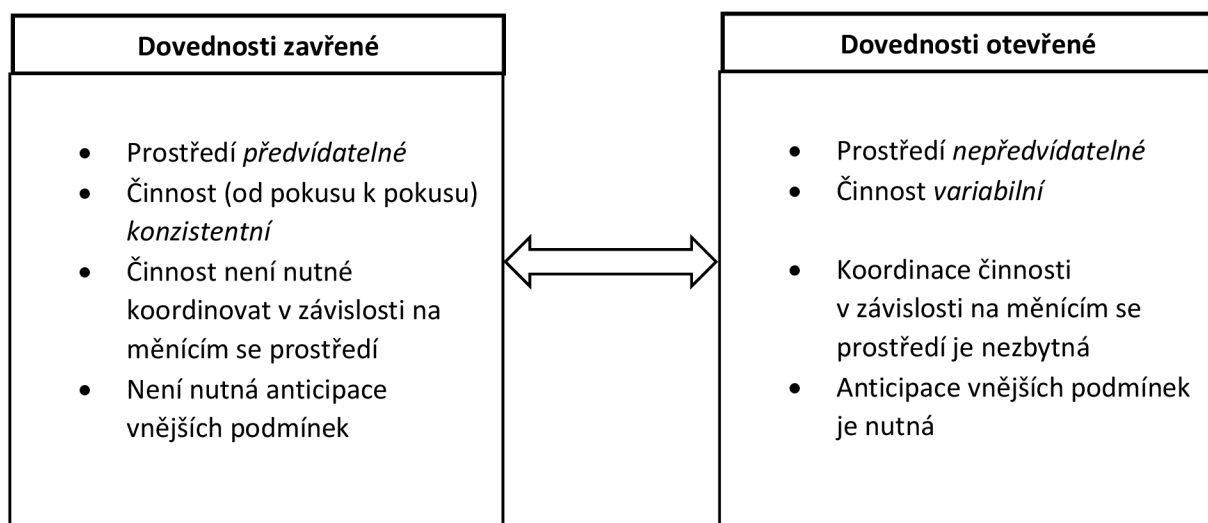 Dovednosti zavřené
• Prostředí předvídatelné
• Činnost (od pokusu k pokusu)
konzistentní
• Činnost není nutné
koordinovat v závislosti na
měnícím se prostředí
• Není nutná anticipace
vnějších podmínek
Dovednosti otevřené
• Prostředí nepředvídatelné
• Činnost variabilní
• Koordinace činnosti
v závislosti na měnícím se
prostředí je nezbytná
• Anticipace vnějších podmínek
je nutná